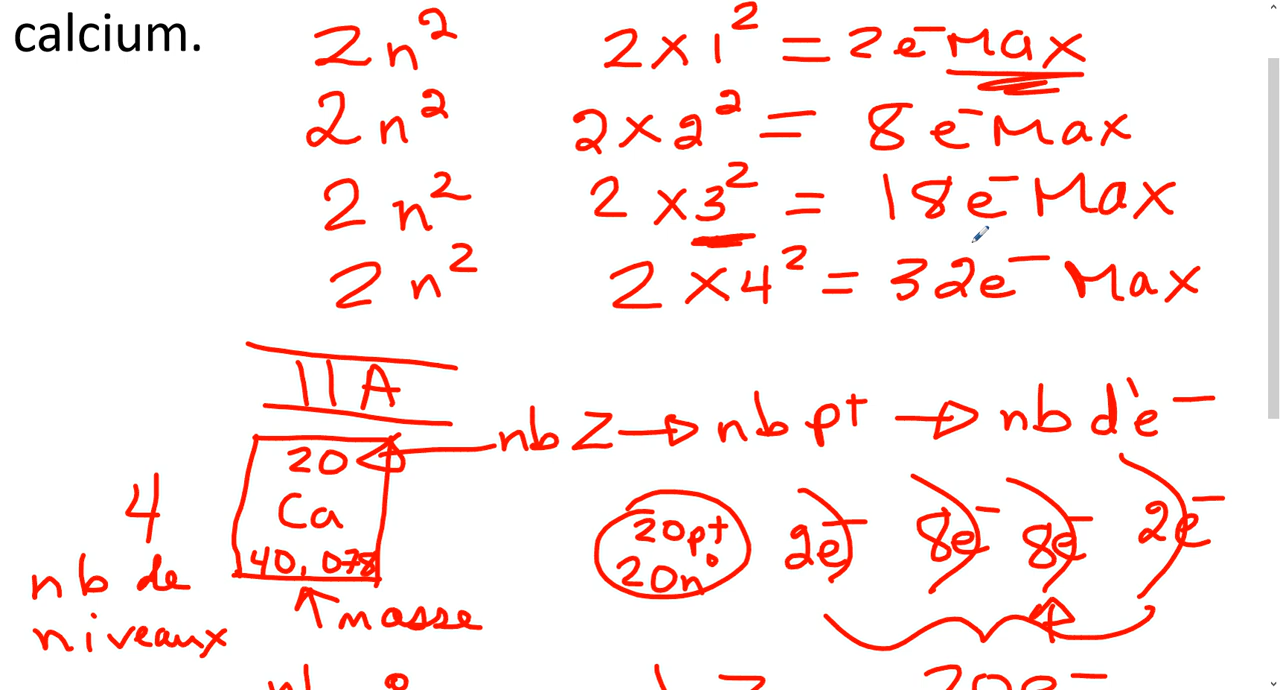 calcium.
2n² 2×1² = 2e⁻ Max
2n² 2×2² = 8e⁻ Max
2n² 2×3² = 18e⁻ Max
2n² 2×4² = 32e⁻ Max
IIA
20 nb Z → nb p⁺ → nb d'e⁻
Ca
40,078
4
nb de
niveaux
masse
20p⁺ 2e⁻ 8e⁻ 8e⁻ 2e⁻
20n°
20e⁻